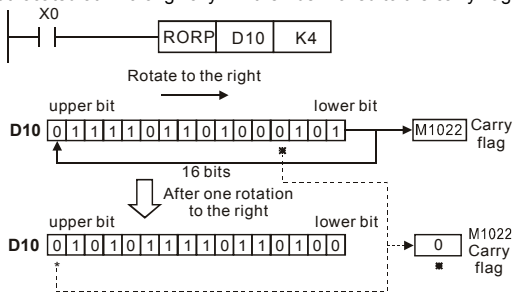 X0
RORP D10 K4
Rotate to the right
upper bit lower bit
D10 0 1 1 1 1 0 1 1 0 1 0 0 0 1 0 1 M1022 Carry
flag
*
16 bits
After one rotation
to the right
upper bit lower bit
D10 0 1 0 1 0 1 1 1 1 0 1 1 0 1 0 0 0 M1022
Carry
* * flag